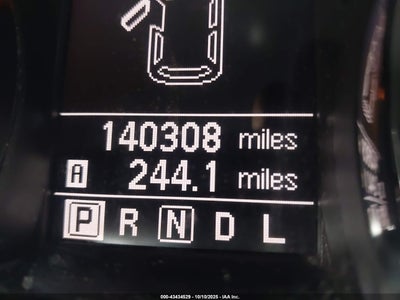 140308 miles
A 244.1 miles
P R N D L
000-43434529 - 10/10/2025 - IAA Inc.